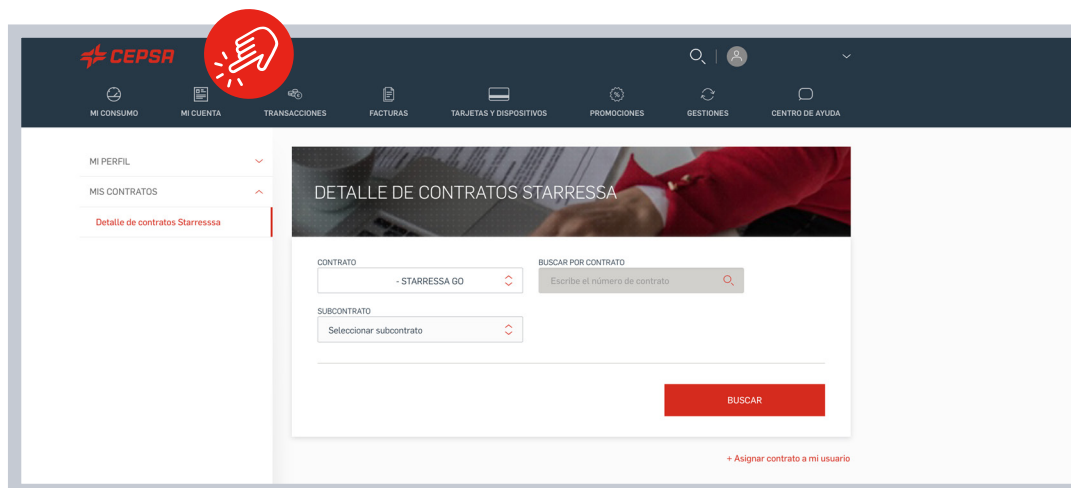 CEPSA
MI CONSUMO MI CUENTA TRANSACCIONES FACTURAS TARJETAS Y DISPOSITIVOS PROMOCIONES GESTIONES CENTRO DE AYUDA
MI PERFIL
MIS CONTRATOS
Detalle de contratos Starresssa
DETALLE DE CONTRATOS STARRESSA
CONTRATO BUSCAR POR CONTRATO
- STARRESSA GO Escribe el número de contrato
SUBCONTRATO
Seleccionar subcontrato
BUSCAR
+ Asignar contrato a mi usuario